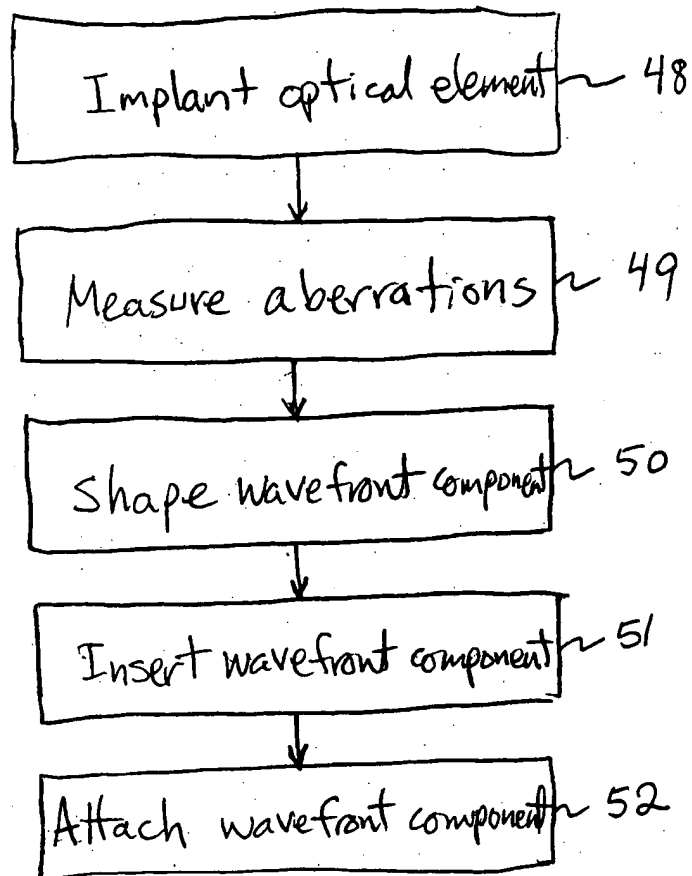 Implant optical element 48
Measure aberrations 49
Shape wavefront component 50
Insert wavefront component 51
Attach wavefront component 52